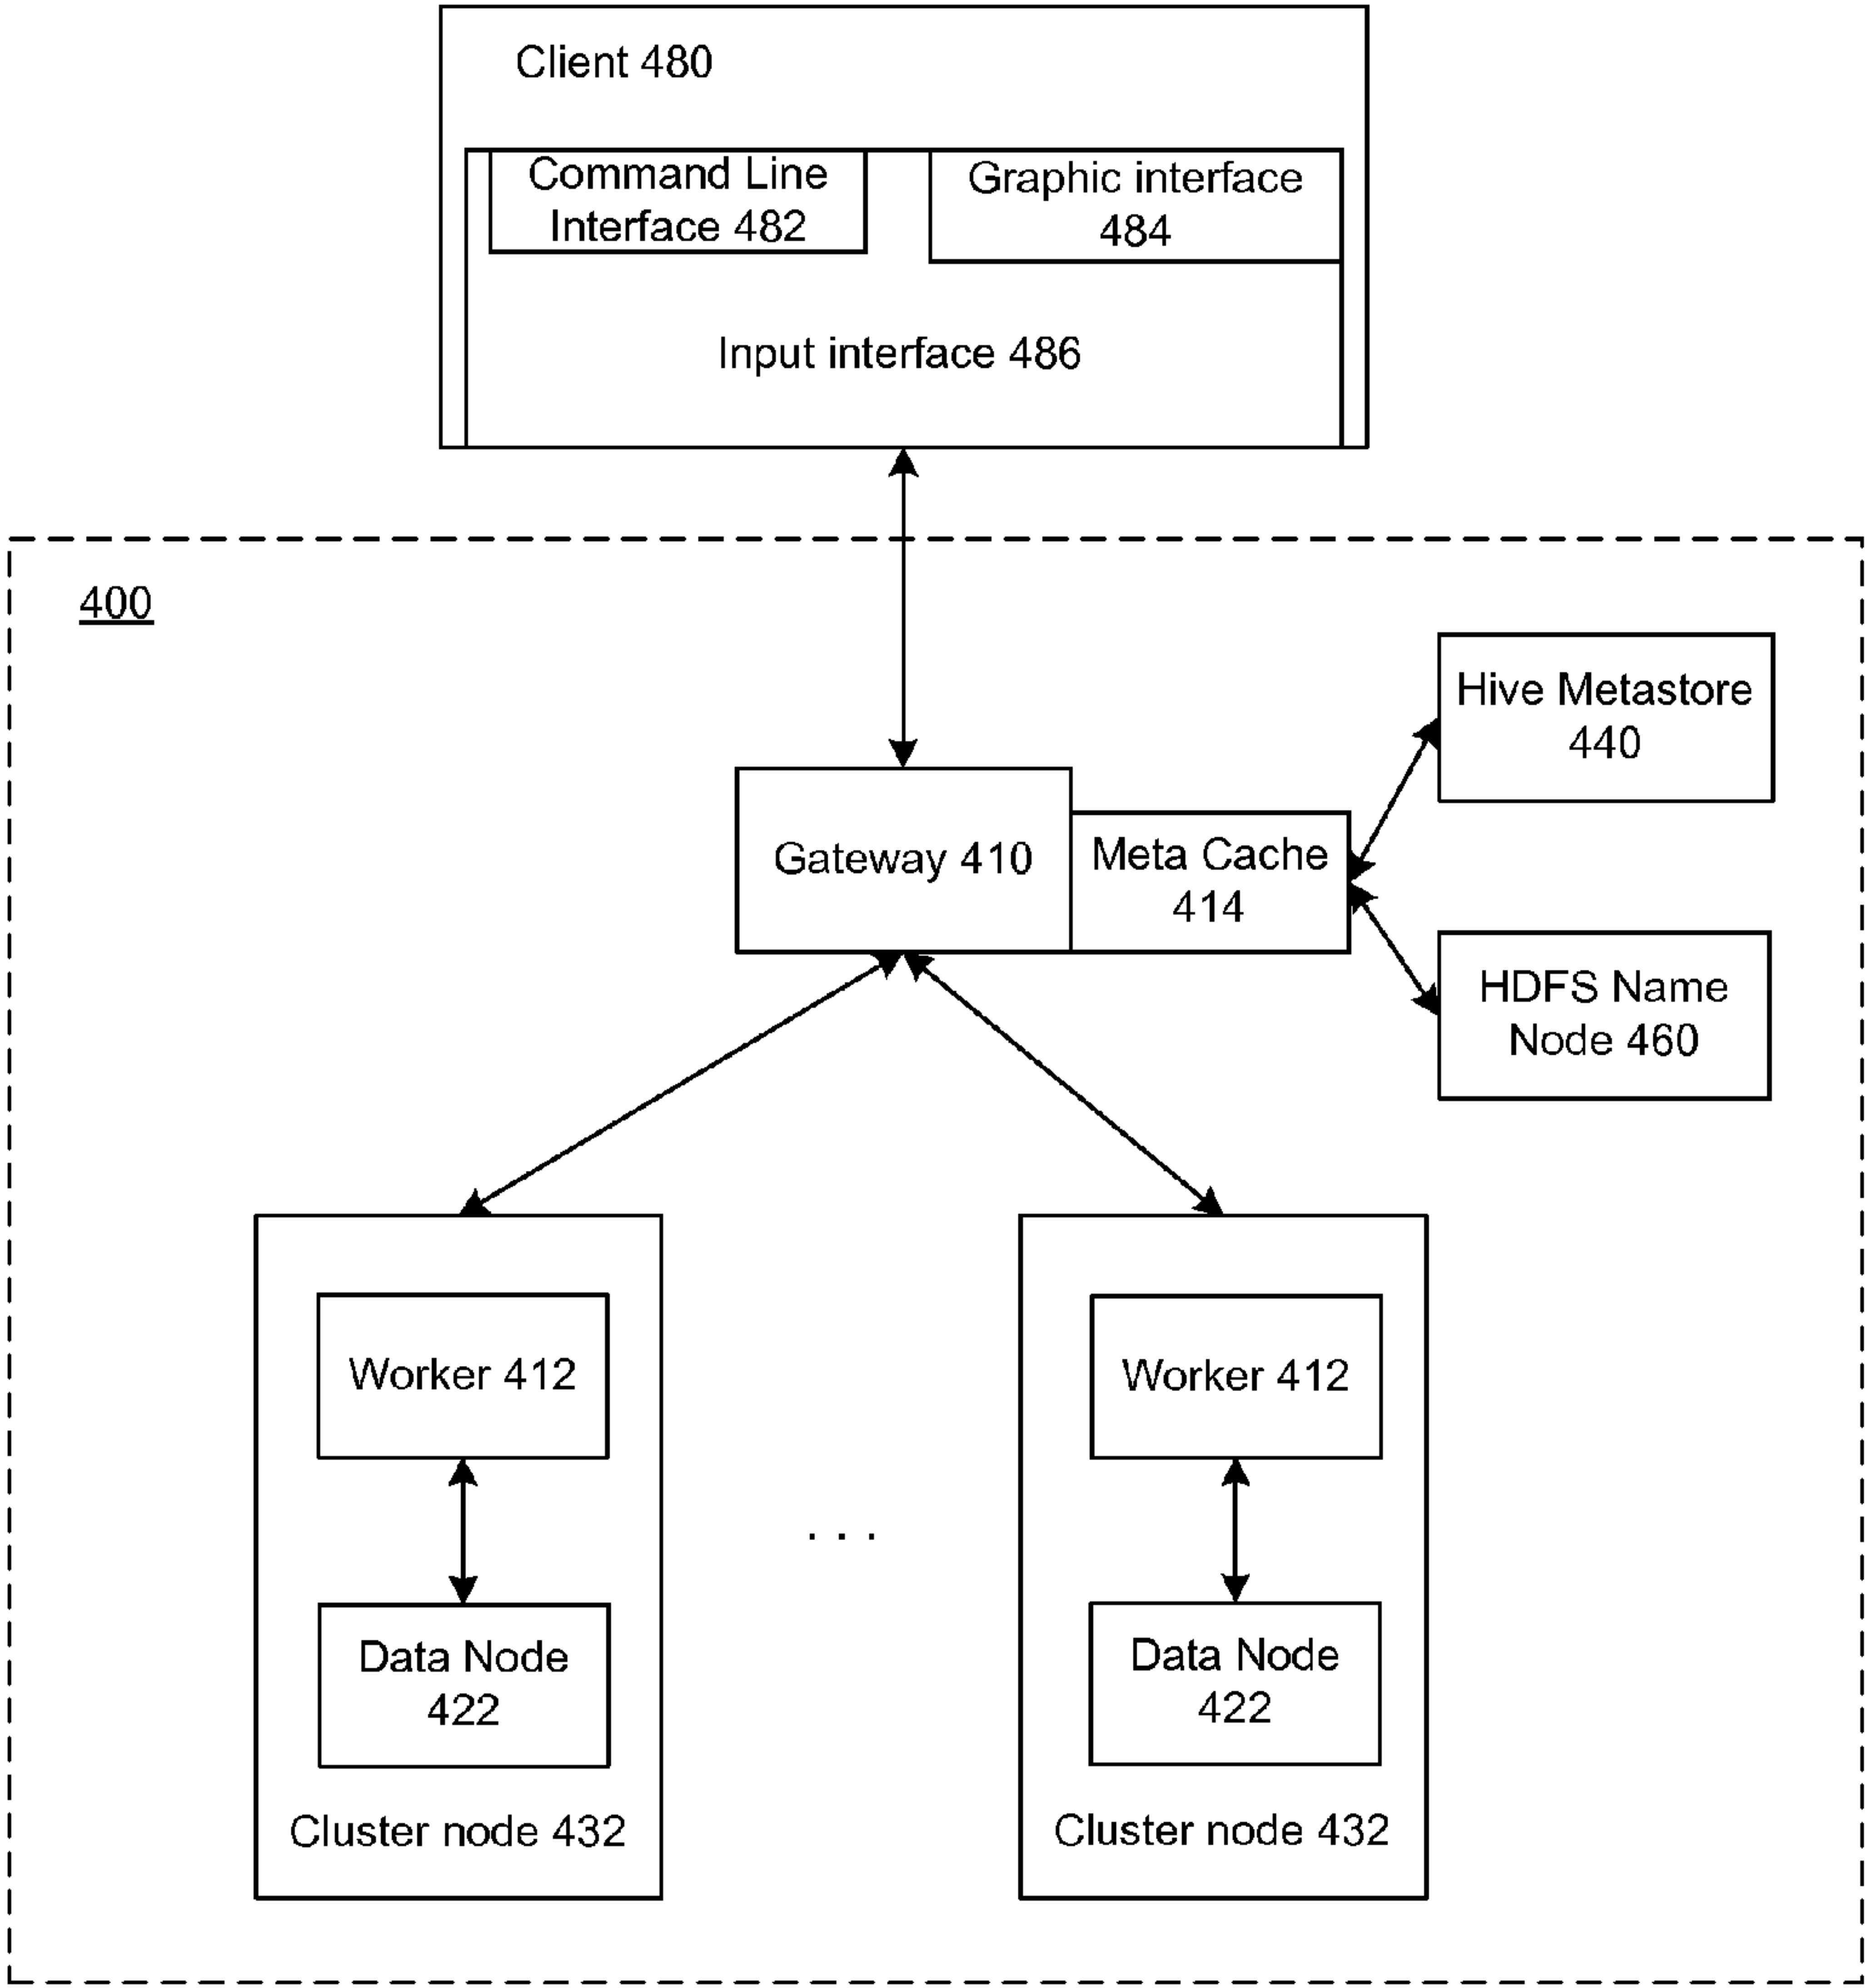 Client 480
Command Line
Interface 482
Graphic interface
484
Input interface 486
400
Hive Metastore
440
Gateway 410
Meta Cache
414
HDFS Name
Node 460
Worker 412
Data Node
422
Cluster node 432
. . .
Worker 412
Data Node
422
Cluster node 432